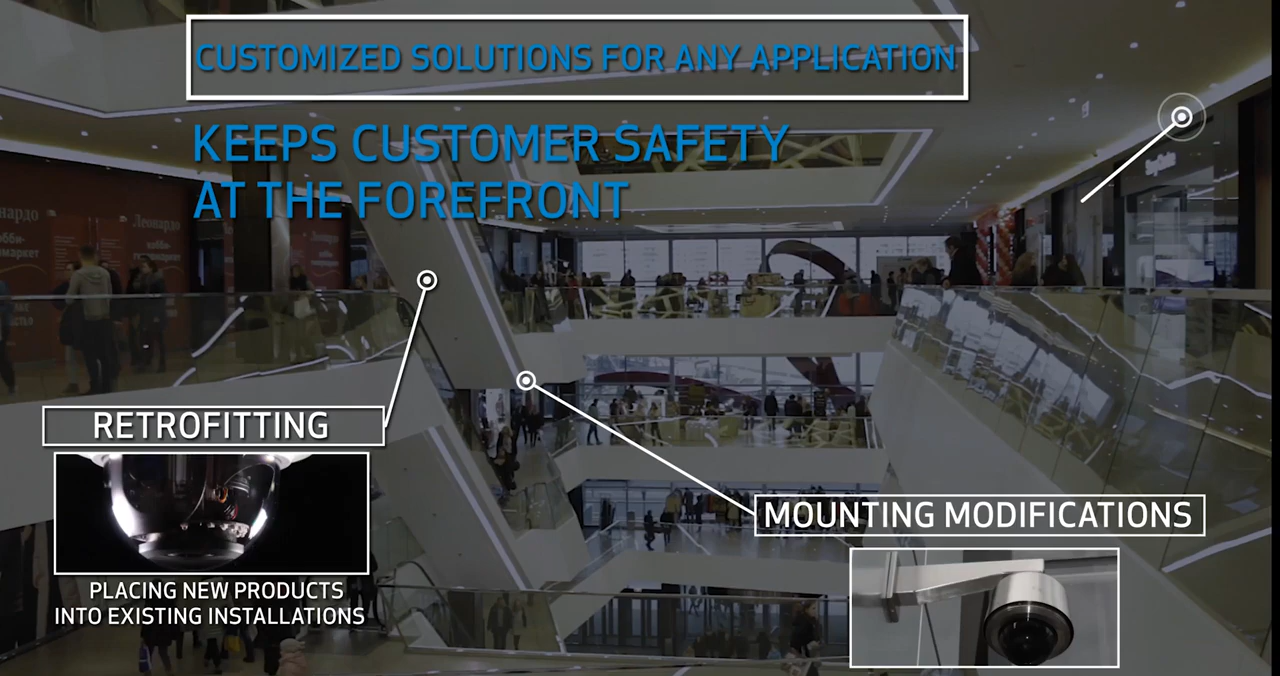 CUSTOMIZED SOLUTIONS FOR ANY APPLICATION
KEEPS CUSTOMER SAFETY
AT THE FOREFRONT
Леонардо
RETROFITTING
MOUNTING MODIFICATIONS
PLACING NEW PRODUCTS
INTO EXISTING INSTALLATIONS